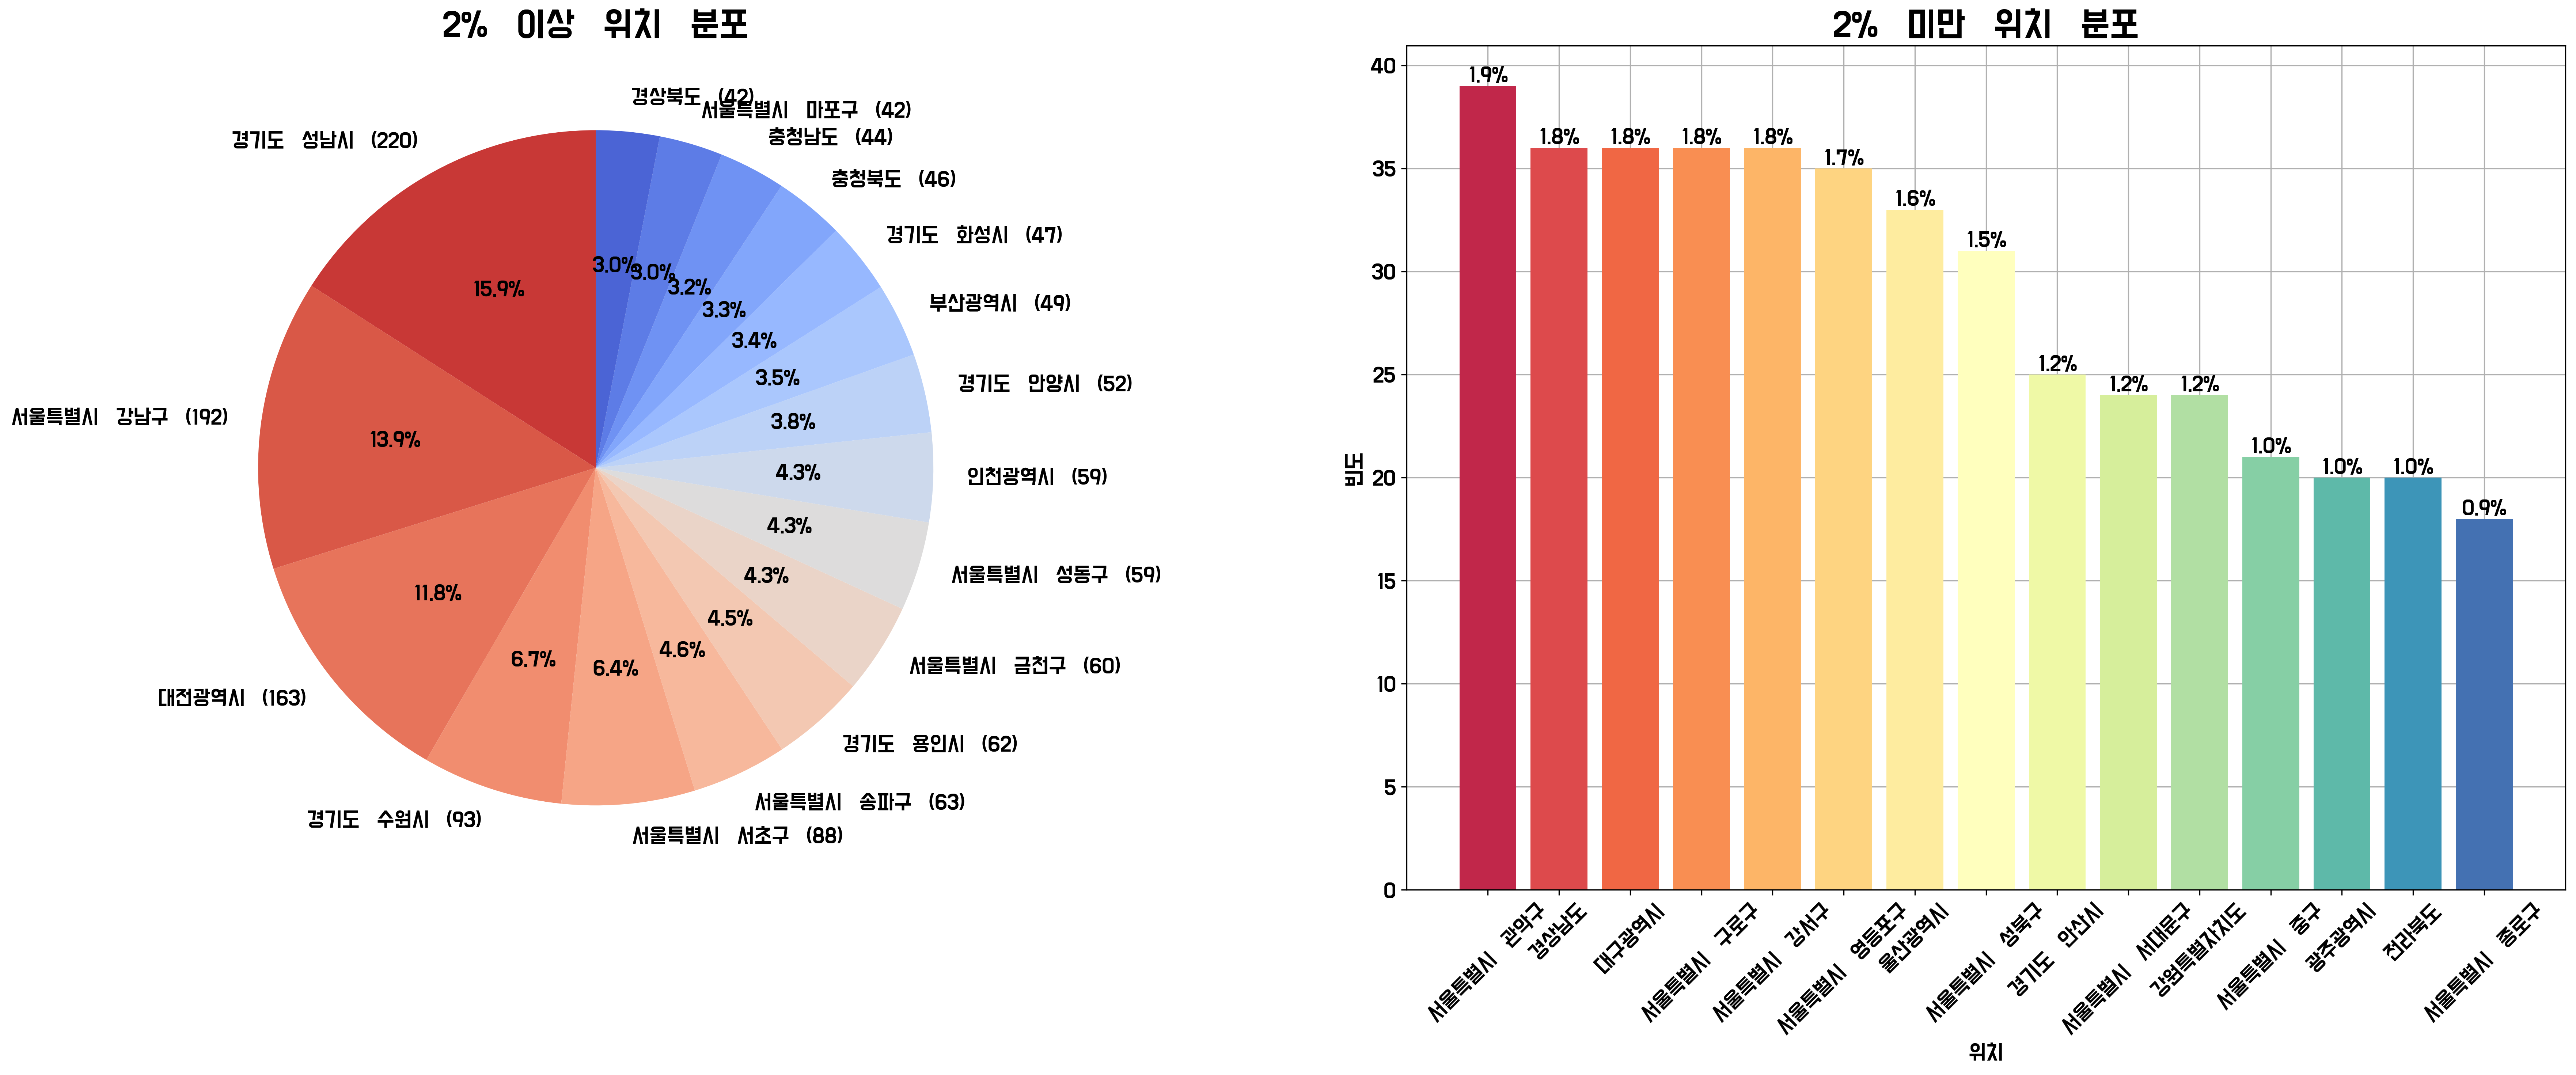 2% 이상 위치 분포
경상북도 (42)
서울특별시 마포구 (42)
충청남도 (44)
충청북도 (46)
경기도 화성시 (47)
부산광역시 (49)
경기도 안양시 (52)
인천광역시 (59)
서울특별시 성동구 (59)
서울특별시 금천구 (60)
경기도 용인시 (62)
서울특별시 송파구 (63)
서울특별시 서초구 (88)
경기도 수원시 (93)
대전광역시 (163)
서울특별시 강남구 (192)
경기도 성남시 (220)
3.0%
3.0%
3.2%
3.3%
3.4%
3.5%
3.8%
4.3%
4.3%
4.3%
4.5%
4.6%
6.4%
6.7%
11.8%
13.9%
15.9%
2% 미만 위치 분포
빈도
40
35
30
25
20
15
10
5
0
1.9%
1.8%
1.8%
1.8%
1.8%
1.7%
1.6%
1.5%
1.2%
1.2%
1.2%
1.0%
1.0%
1.0%
0.9%
서울특별시 관악구
경상남도
대구광역시
서울특별시 구로구
서울특별시 강서구
서울특별시 영등포구
울산광역시
서울특별시 성북구
경기도 안산시
서울특별시 서대문구
강원특별자치도
서울특별시 중구
광주광역시
전라북도
서울특별시 종로구
위치